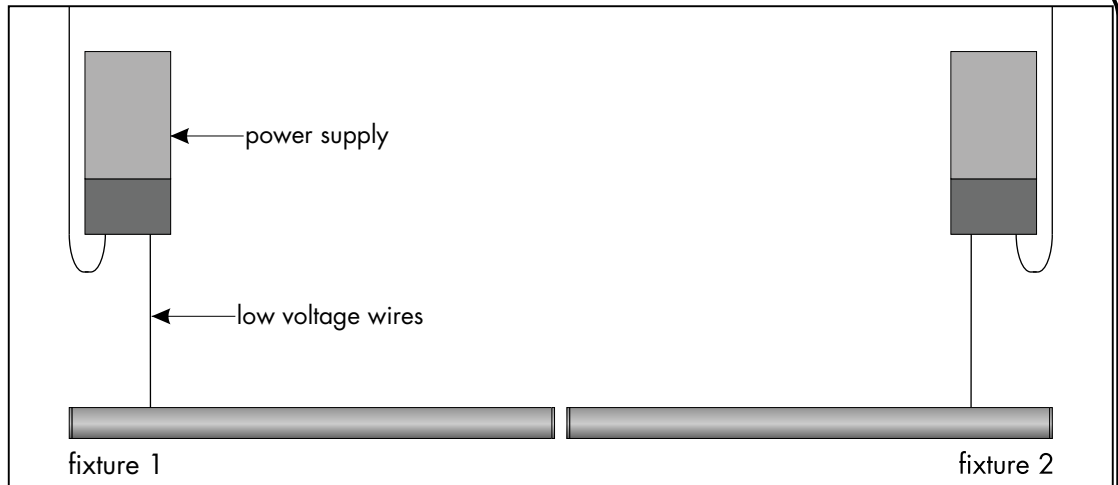 power supply
low voltage wires
fixture 1
fixture 2